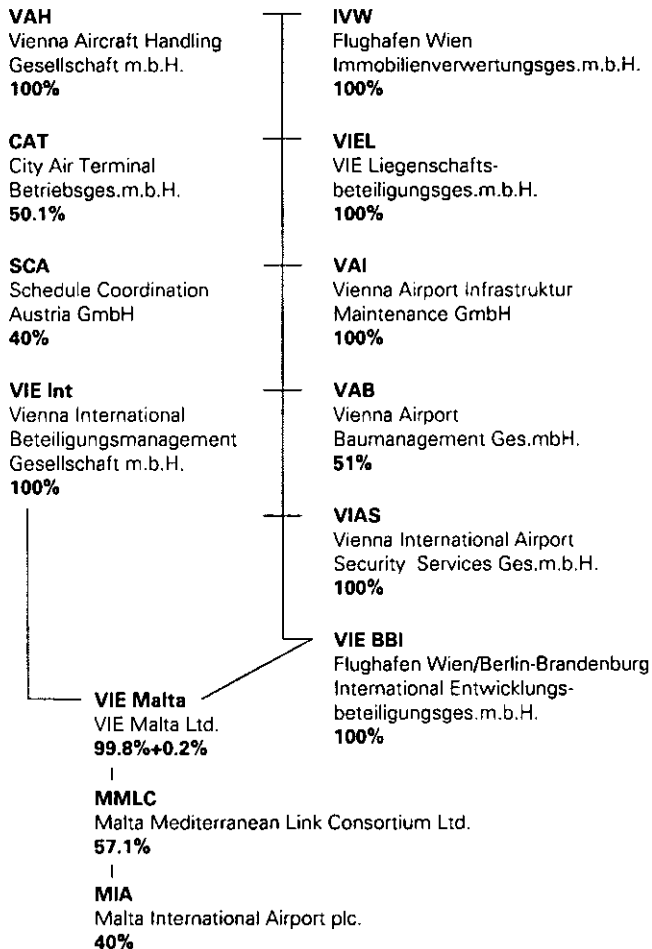 VAH
Vienna Aircraft Handling
Gesellschaft m.b.H.
100%
CAT
City Air Terminal
Betriebsges.m.b.H.
50.1%
SCA
Schedule Coordination
Austria GmbH
40%
VIE Int
Vienna International
Beteiligungsmanagement
Gesellschaft m.b.H.
100%
IVW
Flughafen Wien
Immobilienverwertungsges.m.b.H.
100%
VIEL
VIE Liegenschafts-
beteiligungsges.m.b.H.
100%
VAI
Vienna Airport Infrastruktur
Maintenance GmbH
100%
VAB
Vienna Airport
Baumanagement Ges.mbH.
51%
VIAS
Vienna International Airport
Security Services Ges.m.b.H.
100%
VIE BBI
Flughafen Wien/Berlin-Brandenburg
International Entwicklungs-
beteiligungsges.m.b.H.
100%
VIE Malta
VIE Malta Ltd.
99.8%+0.2%
MMLC
Malta Mediterranean Link Consortium Ltd.
57.1%
MIA
Malta International Airport plc.
40%